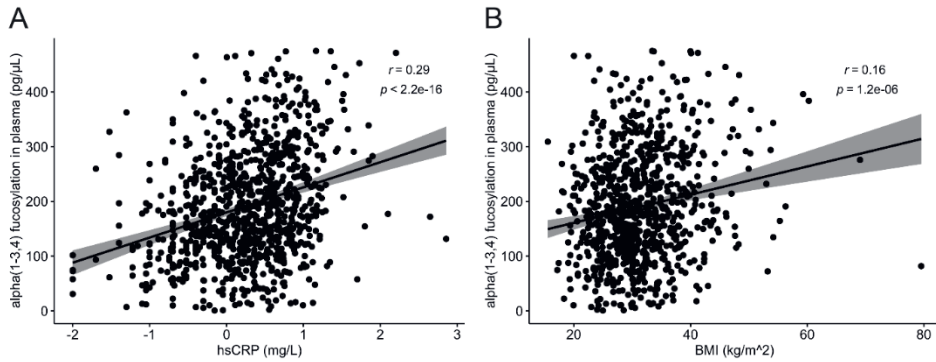 A
alpha(1-3,4) fucosylation in plasma (pg/µL)
400
300
200
100
0
r = 0.29
p < 2.2e-16
-2
-1
0
1
2
3
hsCRP (mg/L)
B
alpha(1-3,4) fucosylation in plasma (pg/µL)
400
300
200
100
0
r = 0.16
p = 1.2e-06
20
40
60
80
BMI (kg/m^2)